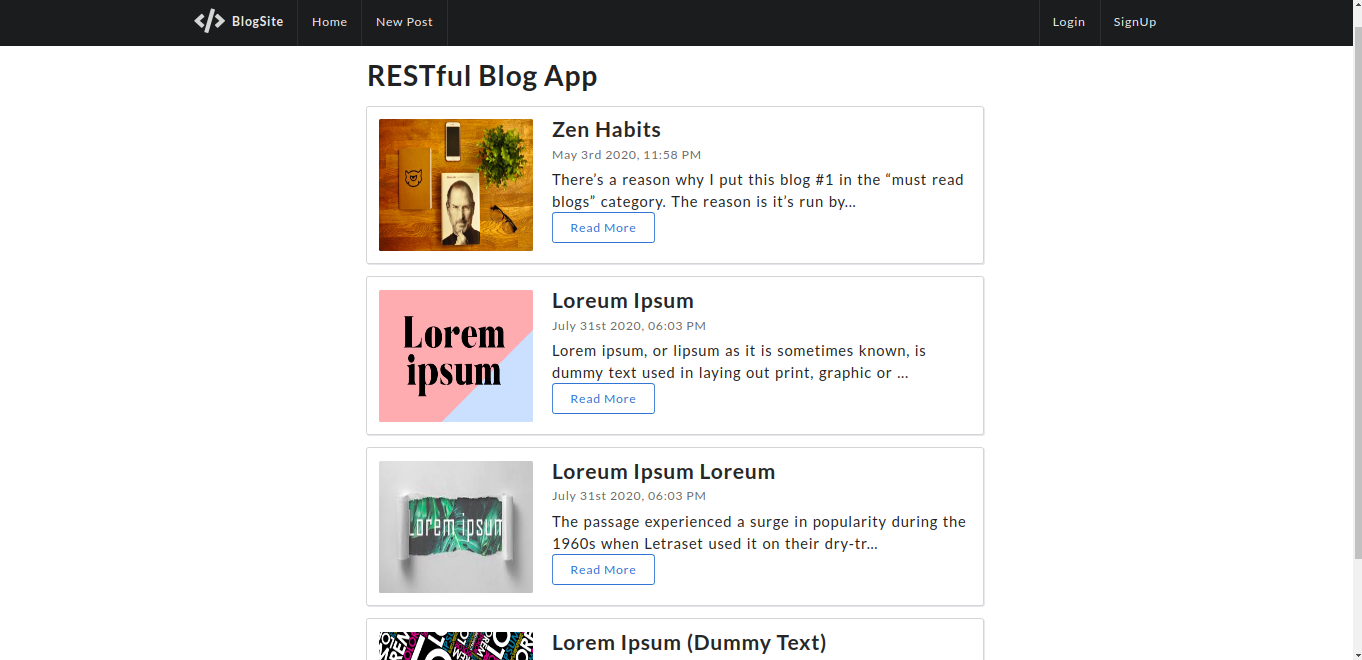 </> BlogSite Home New Post Login SignUp
RESTful Blog App
Zen Habits
May 3rd 2020, 11:58 PM
There’s a reason why I put this blog #1 in the “must read
blogs” category. The reason is it’s run by...
Read More
Lorem
ipsum
Loreum Ipsum
July 31st 2020, 06:03 PM
Lorem ipsum, or lipsum as it is sometimes known, is
dummy text used in laying out print, graphic or ...
Read More
Lorem ipsum
Loreum Ipsum Loreum
July 31st 2020, 06:03 PM
The passage experienced a surge in popularity during the
1960s when Letraset used it on their dry-tr...
Read More
Lorem Ipsum (Dummy Text)